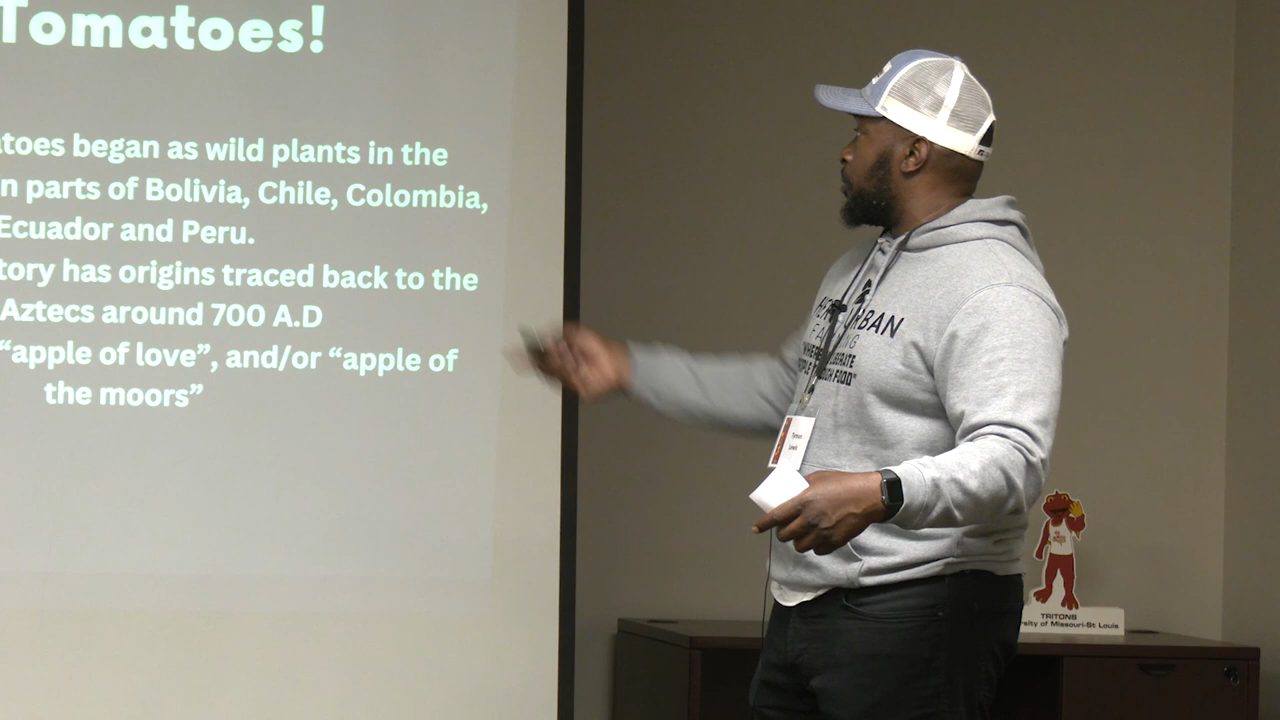 Tomatoes!
atoes began as wild plants in the
n parts of Bolivia, Chile, Colombia,
Ecuador and Peru.
tory has origins traced back to the
Aztecs around 700 A.D
"apple of love", and/or "apple of
the moors"
URBAN
FOOD"
Lewis
TRITONS
rsity of Missouri-St Louis